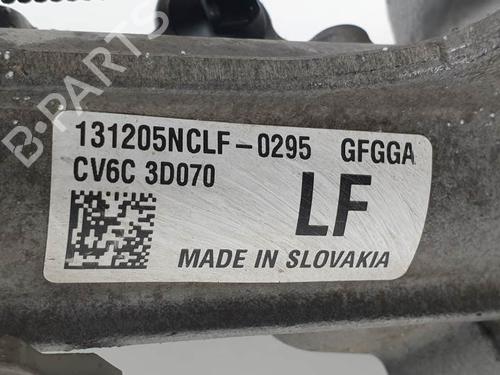 B-PARTS
131205NCLF-0295 GFGGA
CV6C 3D070
LF
MADE IN SLOVAKIA